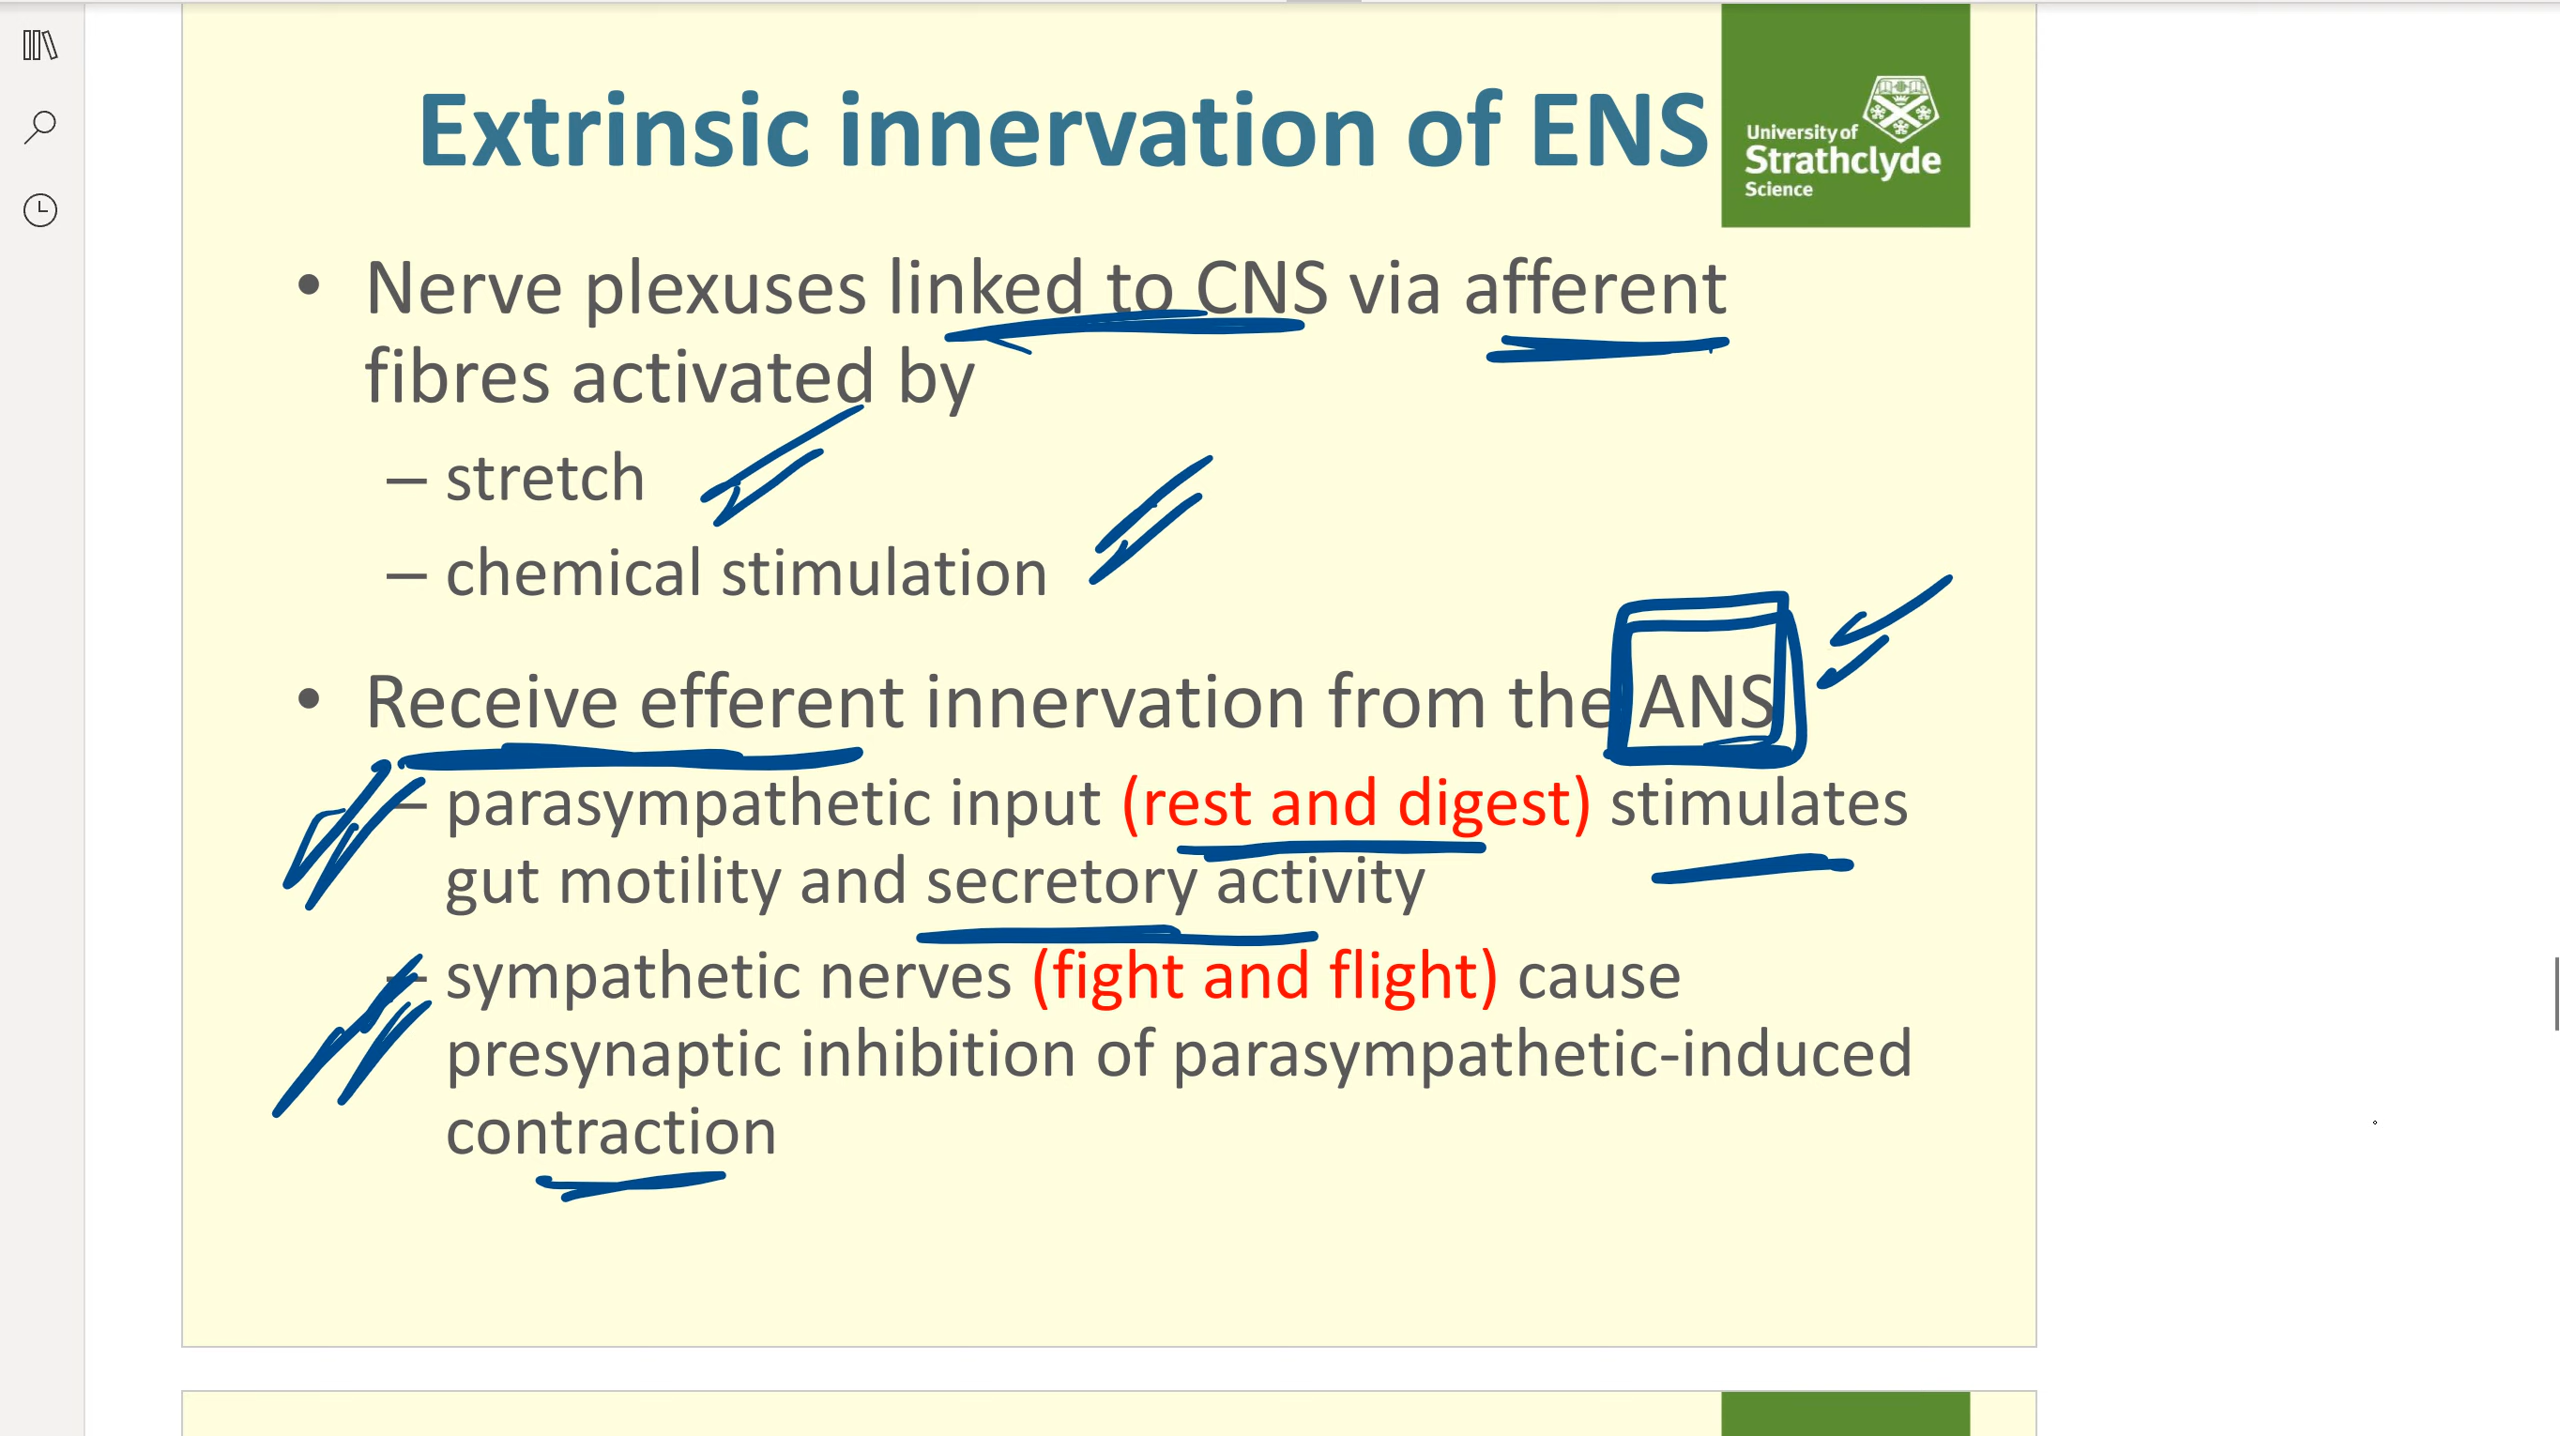 Extrinsic innervation of ENS
University of
Strathclyde
Science
• Nerve plexuses linked to CNS via afferent
fibres activated by
– stretch
– chemical stimulation
• Receive efferent innervation from the ANS
– parasympathetic input (rest and digest) stimulates
gut motility and secretory activity
– sympathetic nerves (fight and flight) cause
presynaptic inhibition of parasympathetic-induced
contraction